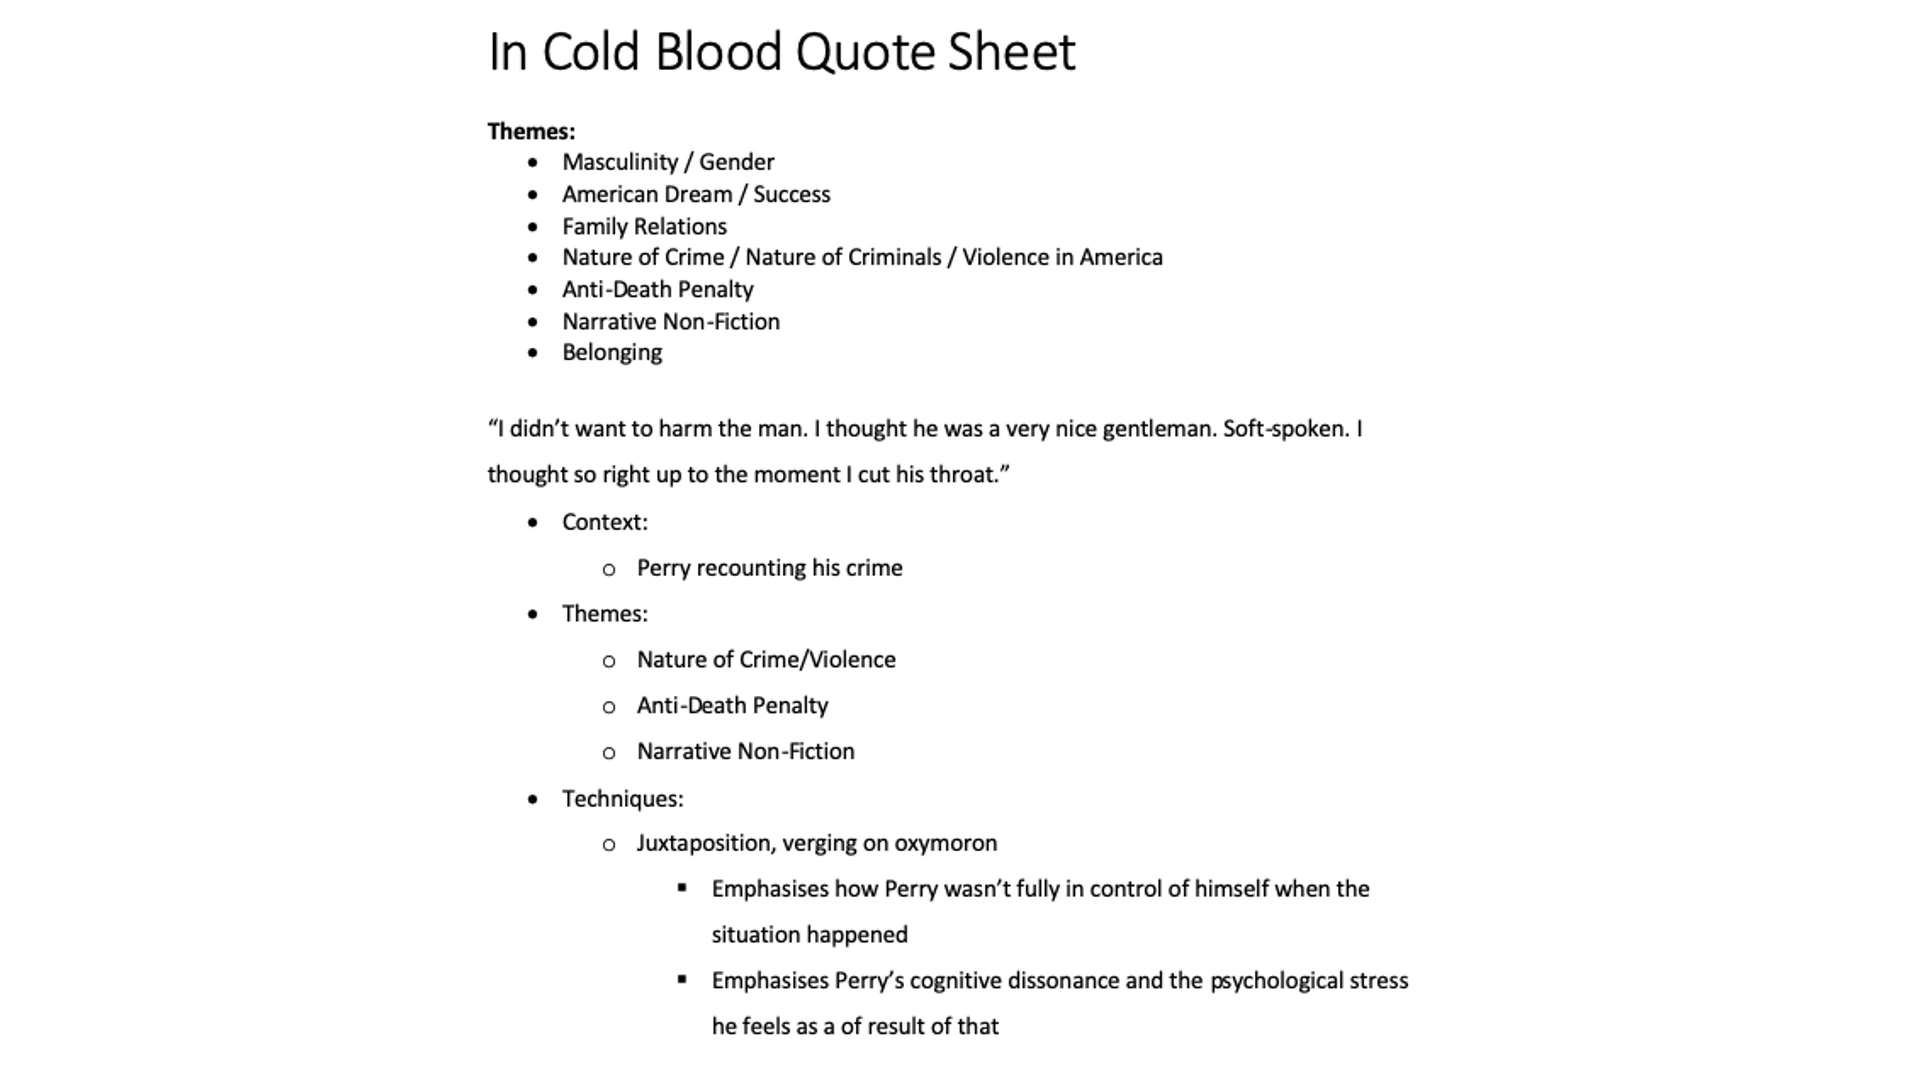 In Cold Blood Quote Sheet
Themes:
• Masculinity / Gender
• American Dream / Success
• Family Relations
• Nature of Crime / Nature of Criminals / Violence in America
• Anti-Death Penalty
• Narrative Non-Fiction
• Belonging
“I didn’t want to harm the man. I thought he was a very nice gentleman. Soft-spoken. I
thought so right up to the moment I cut his throat.”
• Context:
o Perry recounting his crime
• Themes:
o Nature of Crime/Violence
o Anti-Death Penalty
o Narrative Non-Fiction
• Techniques:
o Juxtaposition, verging on oxymoron
▪ Emphasises how Perry wasn’t fully in control of himself when the
situation happened
▪ Emphasises Perry’s cognitive dissonance and the psychological stress
he feels as a of result of that